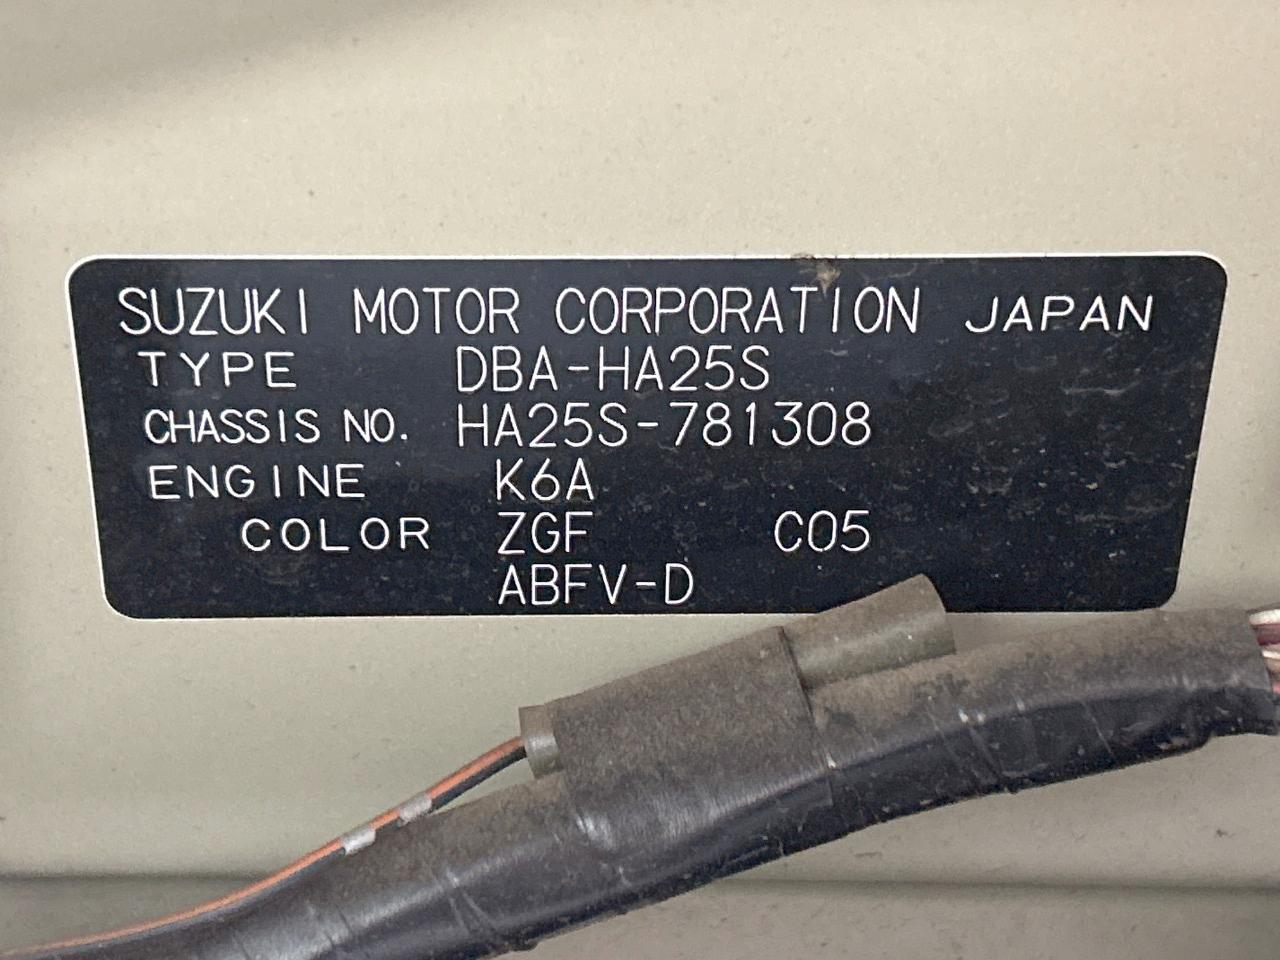 SUZUKI MOTOR CORPORATION JAPAN
TYPE DBA-HA25S
CHASSIS NO. HA25S-781308
ENGINE K6A
COLOR ZGF C05
ABFV-D